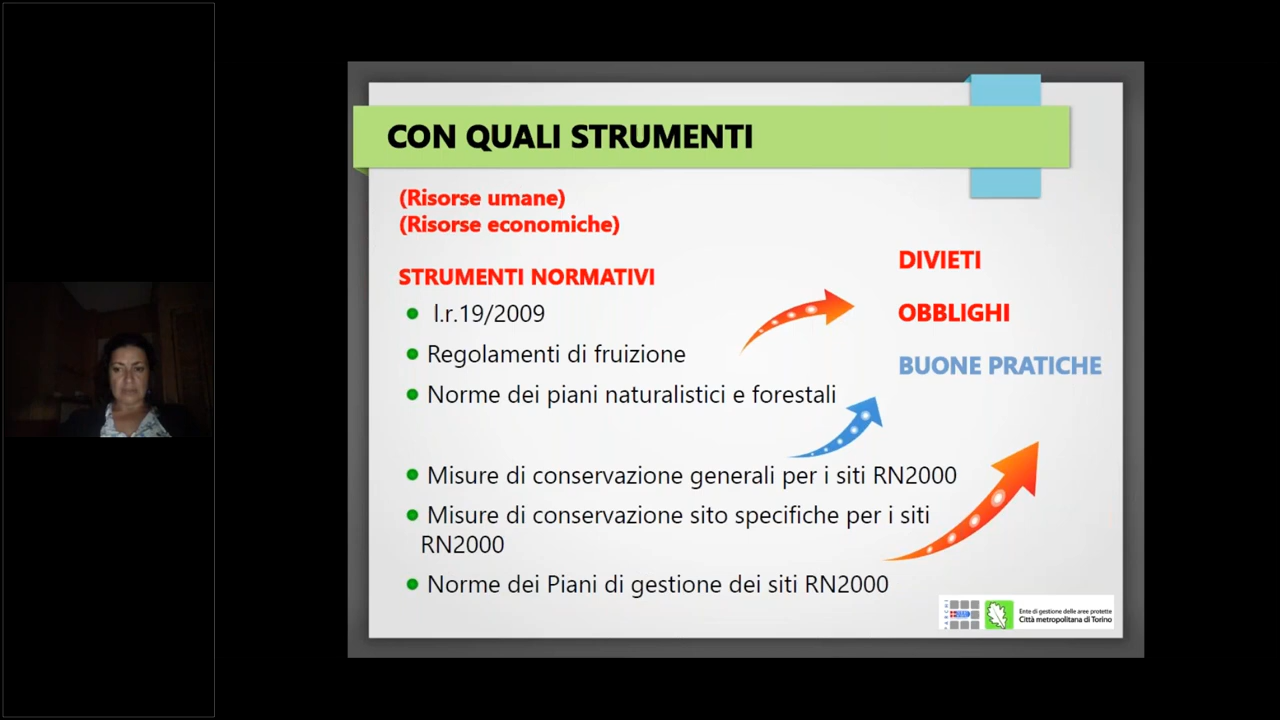 CON QUALI STRUMENTI
(Risorse umane)
(Risorse economiche)
STRUMENTI NORMATIVI
l.r.19/2009
Regolamenti di fruizione
Norme dei piani naturalistici e forestali
Misure di conservazione generali per i siti RN2000
Misure di conservazione sito specifiche per i siti
RN2000
Norme dei Piani di gestione dei siti RN2000
DIVIETI
OBBLIGHI
BUONE PRATICHE
Ente di gestione delle aree protette
Città metropolitana di Torino